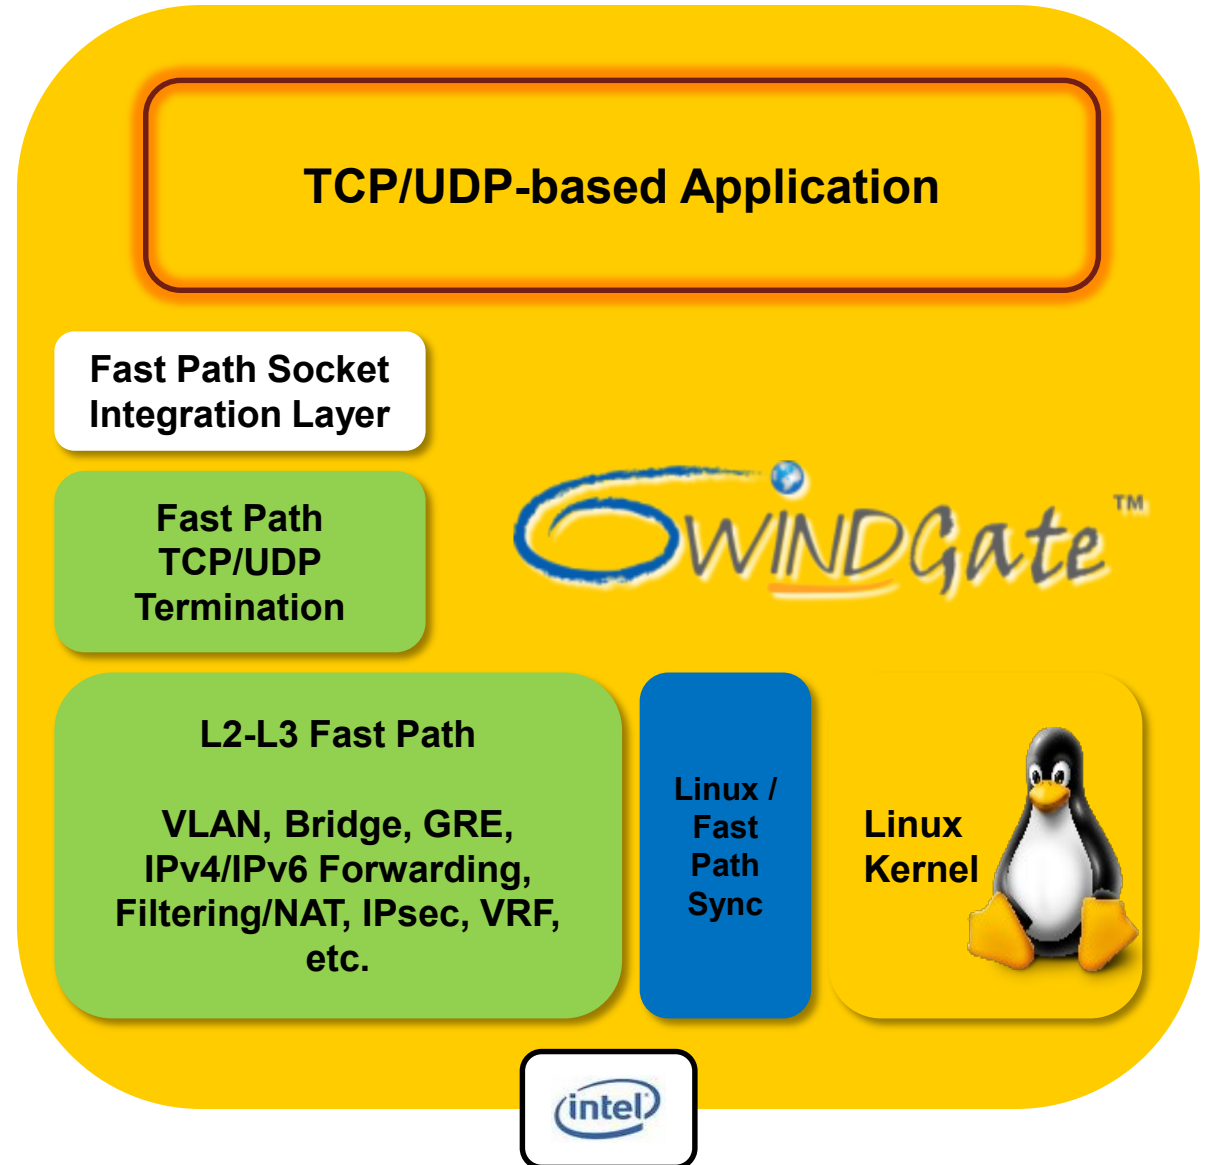 TCP/UDP-based Application
Fast Path Socket
Integration Layer
Fast Path
TCP/UDP
Termination
6WINDGate™
L2-L3 Fast Path
VLAN, Bridge, GRE,
IPv4/IPv6 Forwarding,
Filtering/NAT, IPsec, VRF,
etc.
Linux /
Fast
Path
Sync
Linux
Kernel
intel